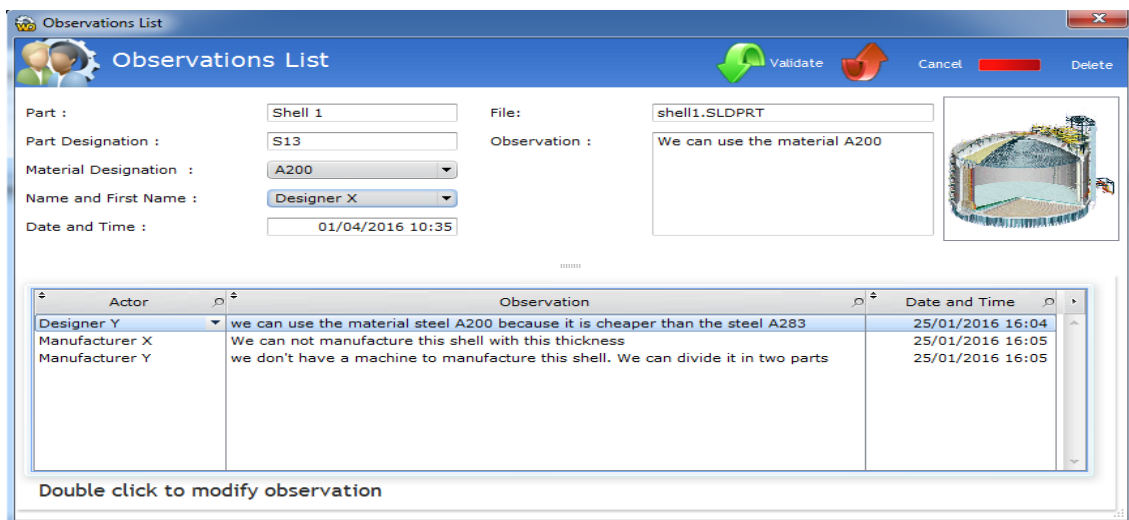 Observations List
Observations List
Validate
Cancel
Delete
Part :
Shell 1
File:
shell1.SLDPRT
Part Designation :
S13
Observation :
We can use the material A200
Material Designation :
A200
Name and First Name :
Designer X
Date and Time :
01/04/2016 10:35
Actor Observation Date and Time
Designer Y we can use the material steel A200 because it is cheaper than the steel A283 25/01/2016 16:04
Manufacturer X We can not manufacture this shell with this thickness 25/01/2016 16:05
Manufacturer Y we don't have a machine to manufacture this shell. We can divide it in two parts 25/01/2016 16:05
Double click to modify observation